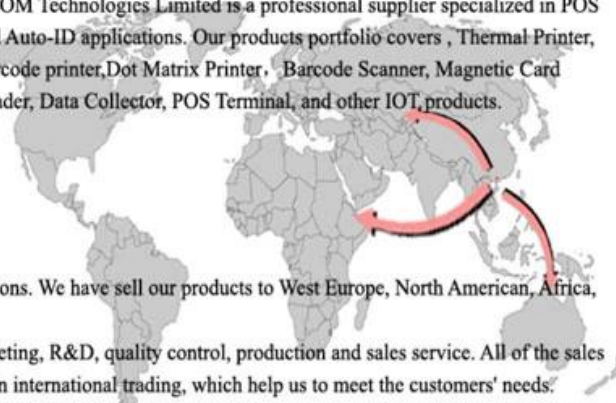 OM Technologies Limited is a professional supplier specialized in POS
Auto-ID applications. Our products portfolio covers , Thermal Printer,
rcode printer,Dot Matrix Printer， Barcode Scanner, Magnetic Card
ader, Data Collector, POS Terminal, and other IOT products.
ons. We have sell our products to West Europe, North American, Africa,
eting, R&D, quality control, production and sales service. All of the sales
n international trading, which help us to meet the customers' needs.